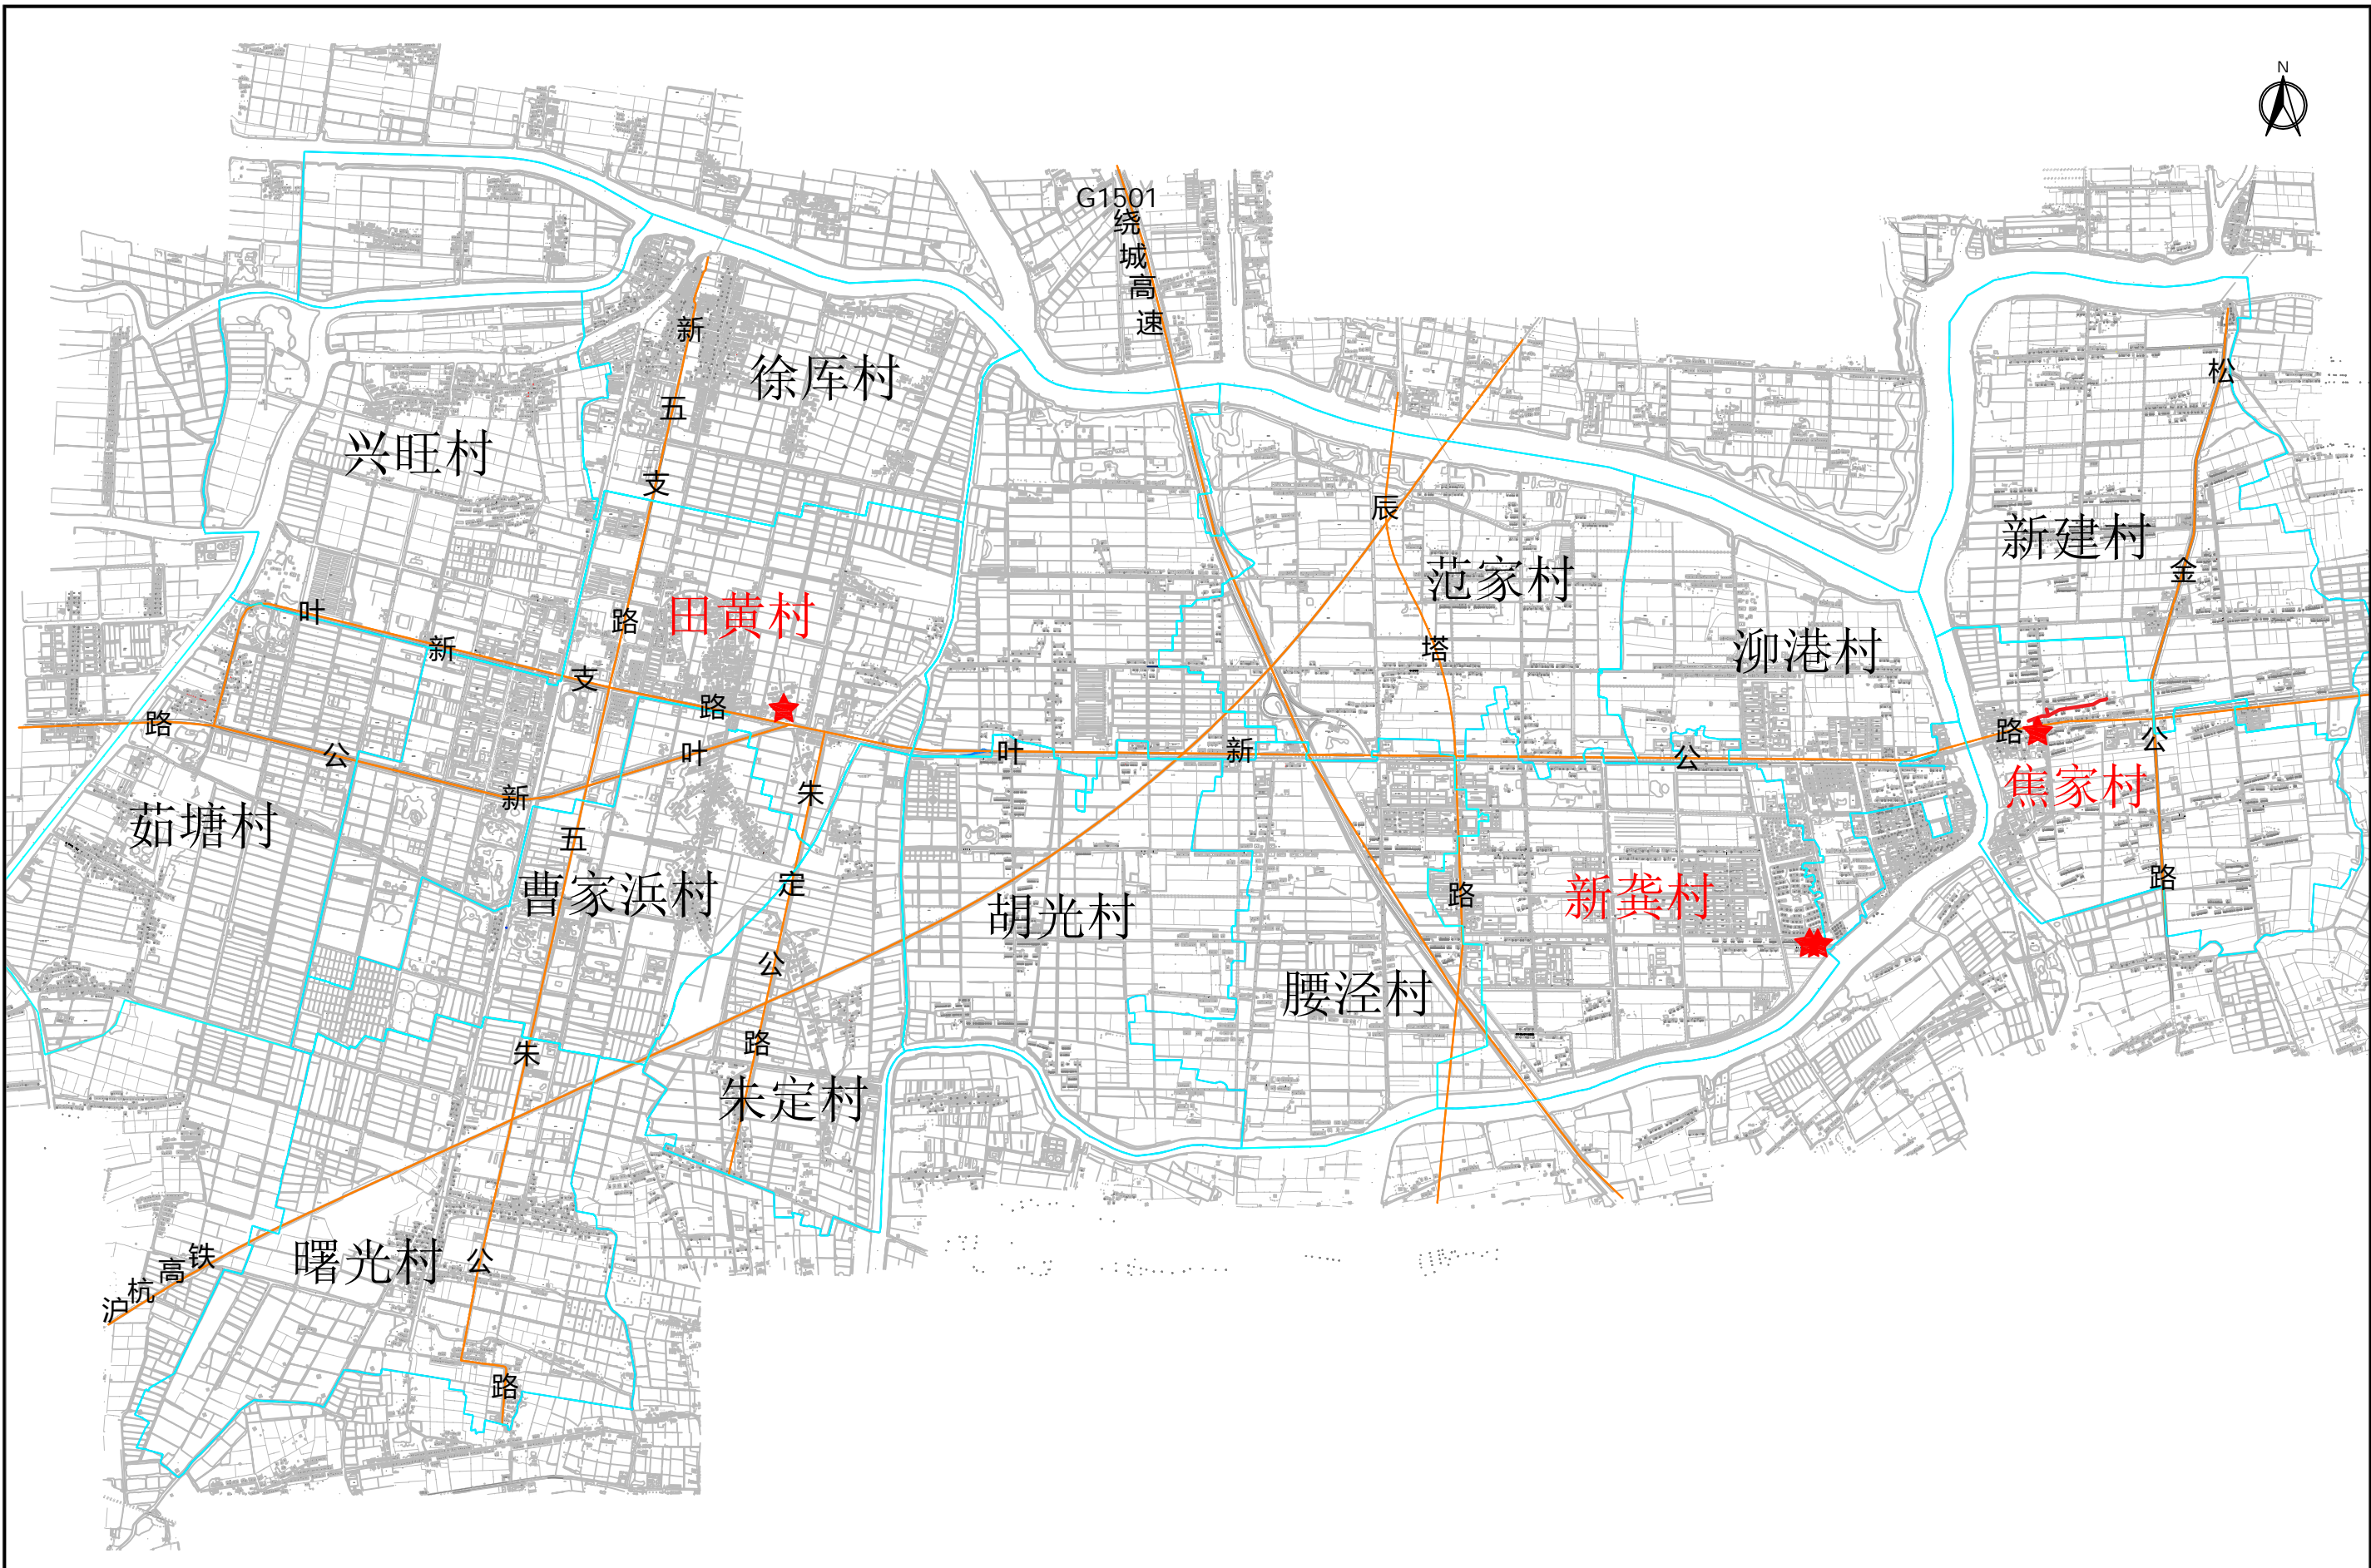 N
G1501
绕城高速
新五支路
徐厍村
兴旺村
松金公路
辰塔路
新建村
范家村
田黄村
泖港村
叶新支路
叶新公路
叶新公路
焦家村
茹塘村
朱定公路
曹家浜村
新龚村
胡光村
腰泾村
五朱公路
朱定村
曙光村
沪杭高铁